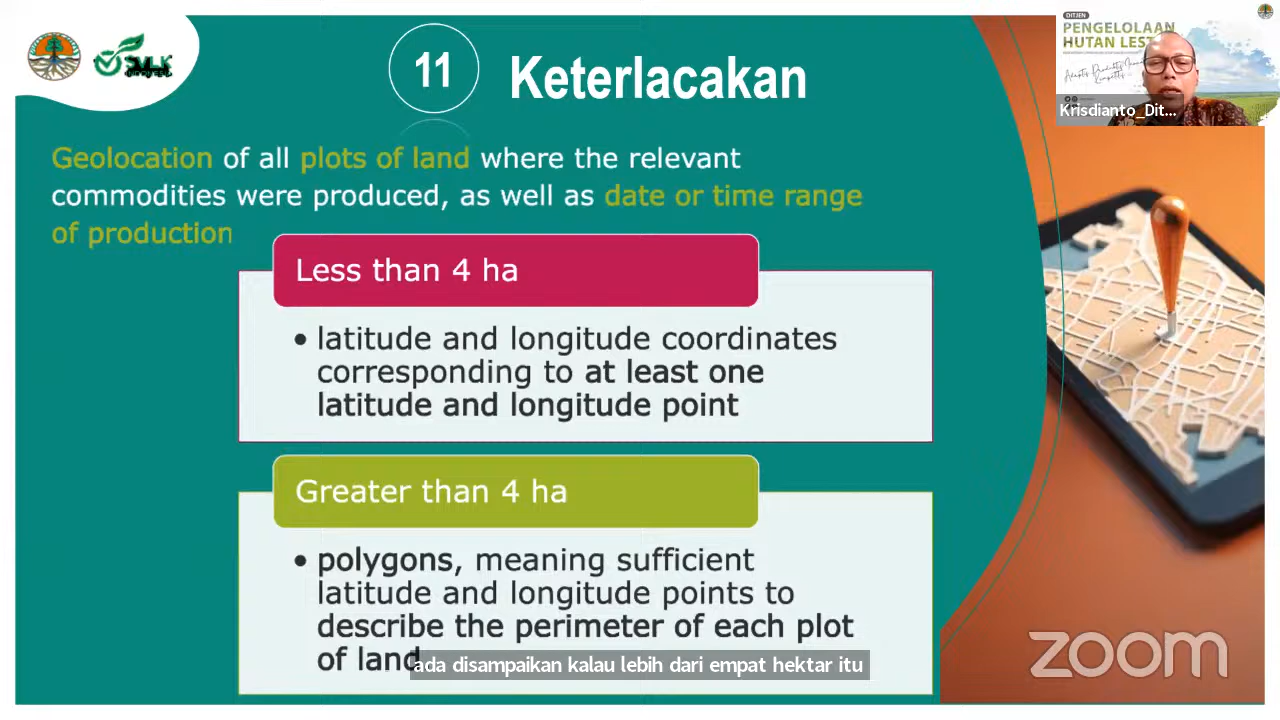 11
Keterlacakan
DITJEN
PENGELOLAAN
HUTAN LEST
Krisdianto_Dit...
SVLK
INDONESIA
Geolocation of all plots of land where the relevant
commodities were produced, as well as date or time range
of production
Less than 4 ha
• latitude and longitude coordinates
corresponding to at least one
latitude and longitude point
Greater than 4 ha
• polygons, meaning sufficient
latitude and longitude points to
describe the perimeter of each plot
of land
ada disampaikan kalau lebih dari empat hektar itu
zoom